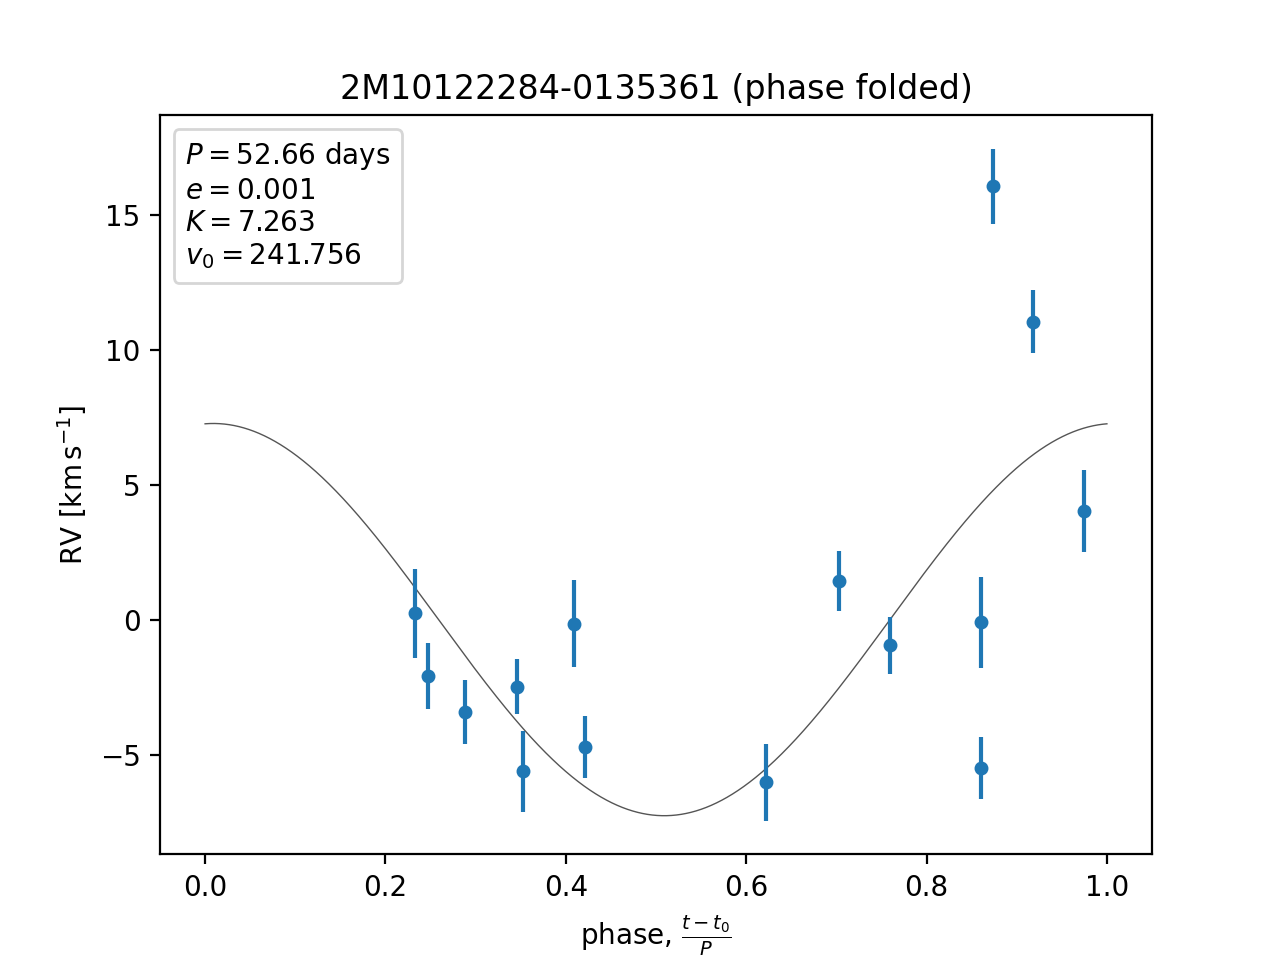 2M10122284-0135361 (phase folded)
P = 52.66 days
e = 0.001
K = 7.263
v₀ = 241.756
15
10
5
0
−5
RV [km s⁻¹]
0.0 0.2 0.4 0.6 0.8 1.0
phase, (t − t₀)/P